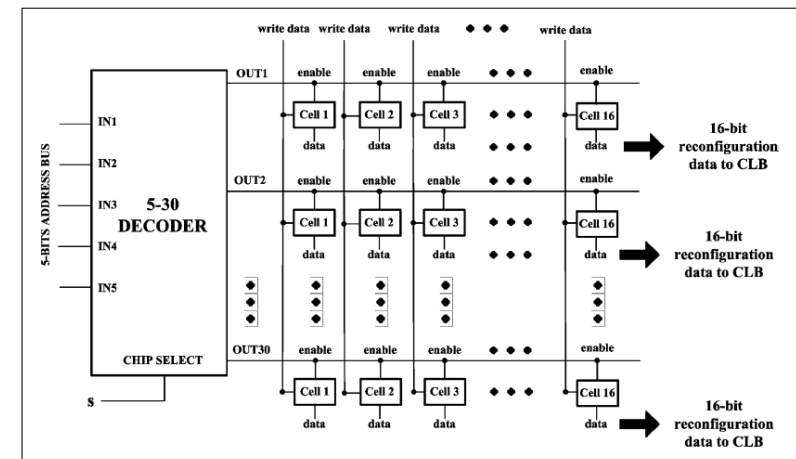 write data write data write data write data
OUT1 enable enable enable enable
Cell 1 Cell 2 Cell 3 Cell 16
data data data data
16-bit
reconfiguration
data to CLB
IN1
IN2
IN3
IN4
IN5
5-BITS ADDRESS BUS
5-30
DECODER
OUT2 enable enable enable enable
Cell 1 Cell 2 Cell 3 Cell 16
data data data data
16-bit
reconfiguration
data to CLB
OUT30 enable enable enable enable
CHIP SELECT
S
Cell 1 Cell 2 Cell 3 Cell 16
data data data data
16-bit
reconfiguration
data to CLB